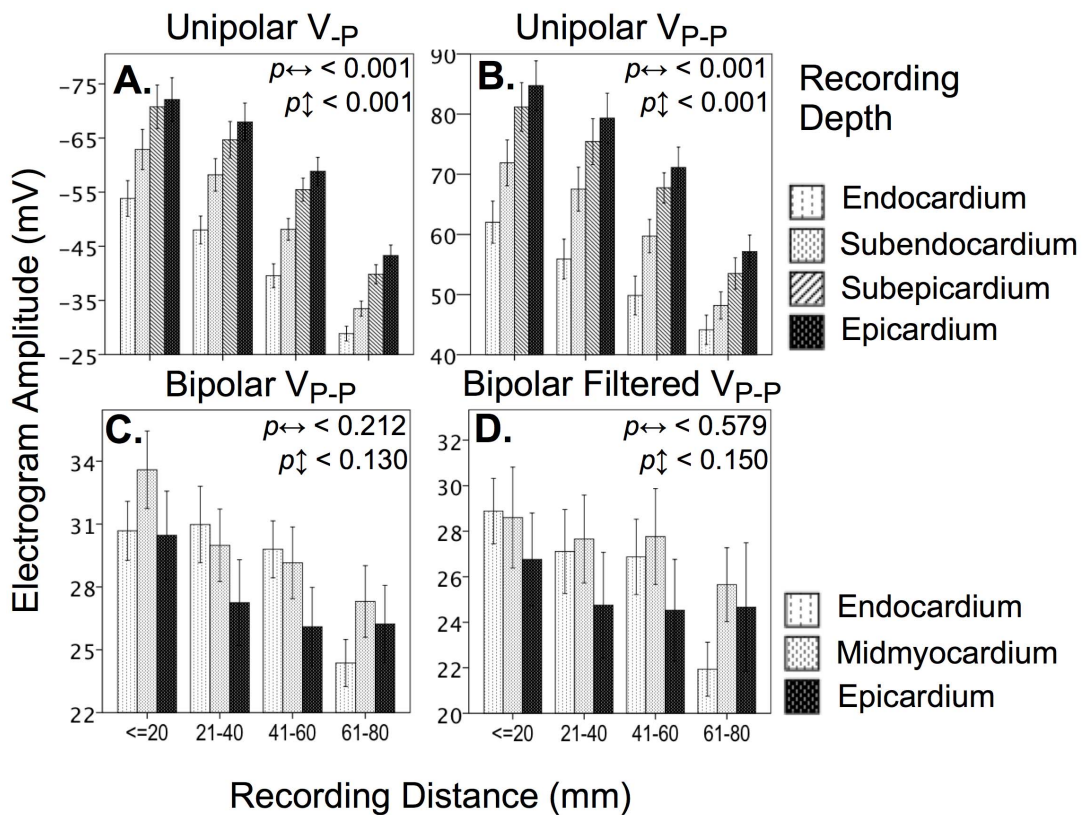 Unipolar V-P
Unipolar VP-P
A.
p↔ < 0.001
p↕ < 0.001
B.
p↔ < 0.001
p↕ < 0.001
−75
−65
−55
−45
−35
−25
90
80
70
60
50
40
Recording
Depth
Endocardium
Subendocardium
Subepicardium
Epicardium
Electrogram Amplitude (mV)
Bipolar VP-P
Bipolar Filtered VP-P
C.
p↔ < 0.212
p↕ < 0.130
D.
p↔ < 0.579
p↕ < 0.150
34
31
28
25
22
32
30
28
26
24
22
20
Endocardium
Midmyocardium
Epicardium
<=20 21-40 41-60 61-80
<=20 21-40 41-60 61-80
Recording Distance (mm)